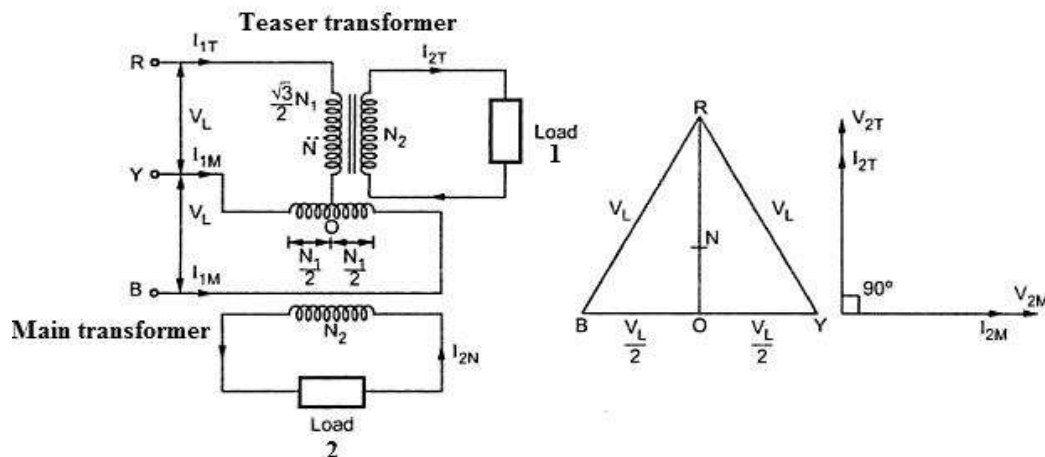 Teaser transformer
R
I1T
I2T
√3/2 N1
N̈
N2
Load
1
VL
I1M
Y
VL
O
N1/2
N1/2
I1M
B
Main transformer
N2
I2N
Load
2
R
VL
VL
N
B
O
Y
VL/2
VL/2
V2T
I2T
90°
V2M
I2M